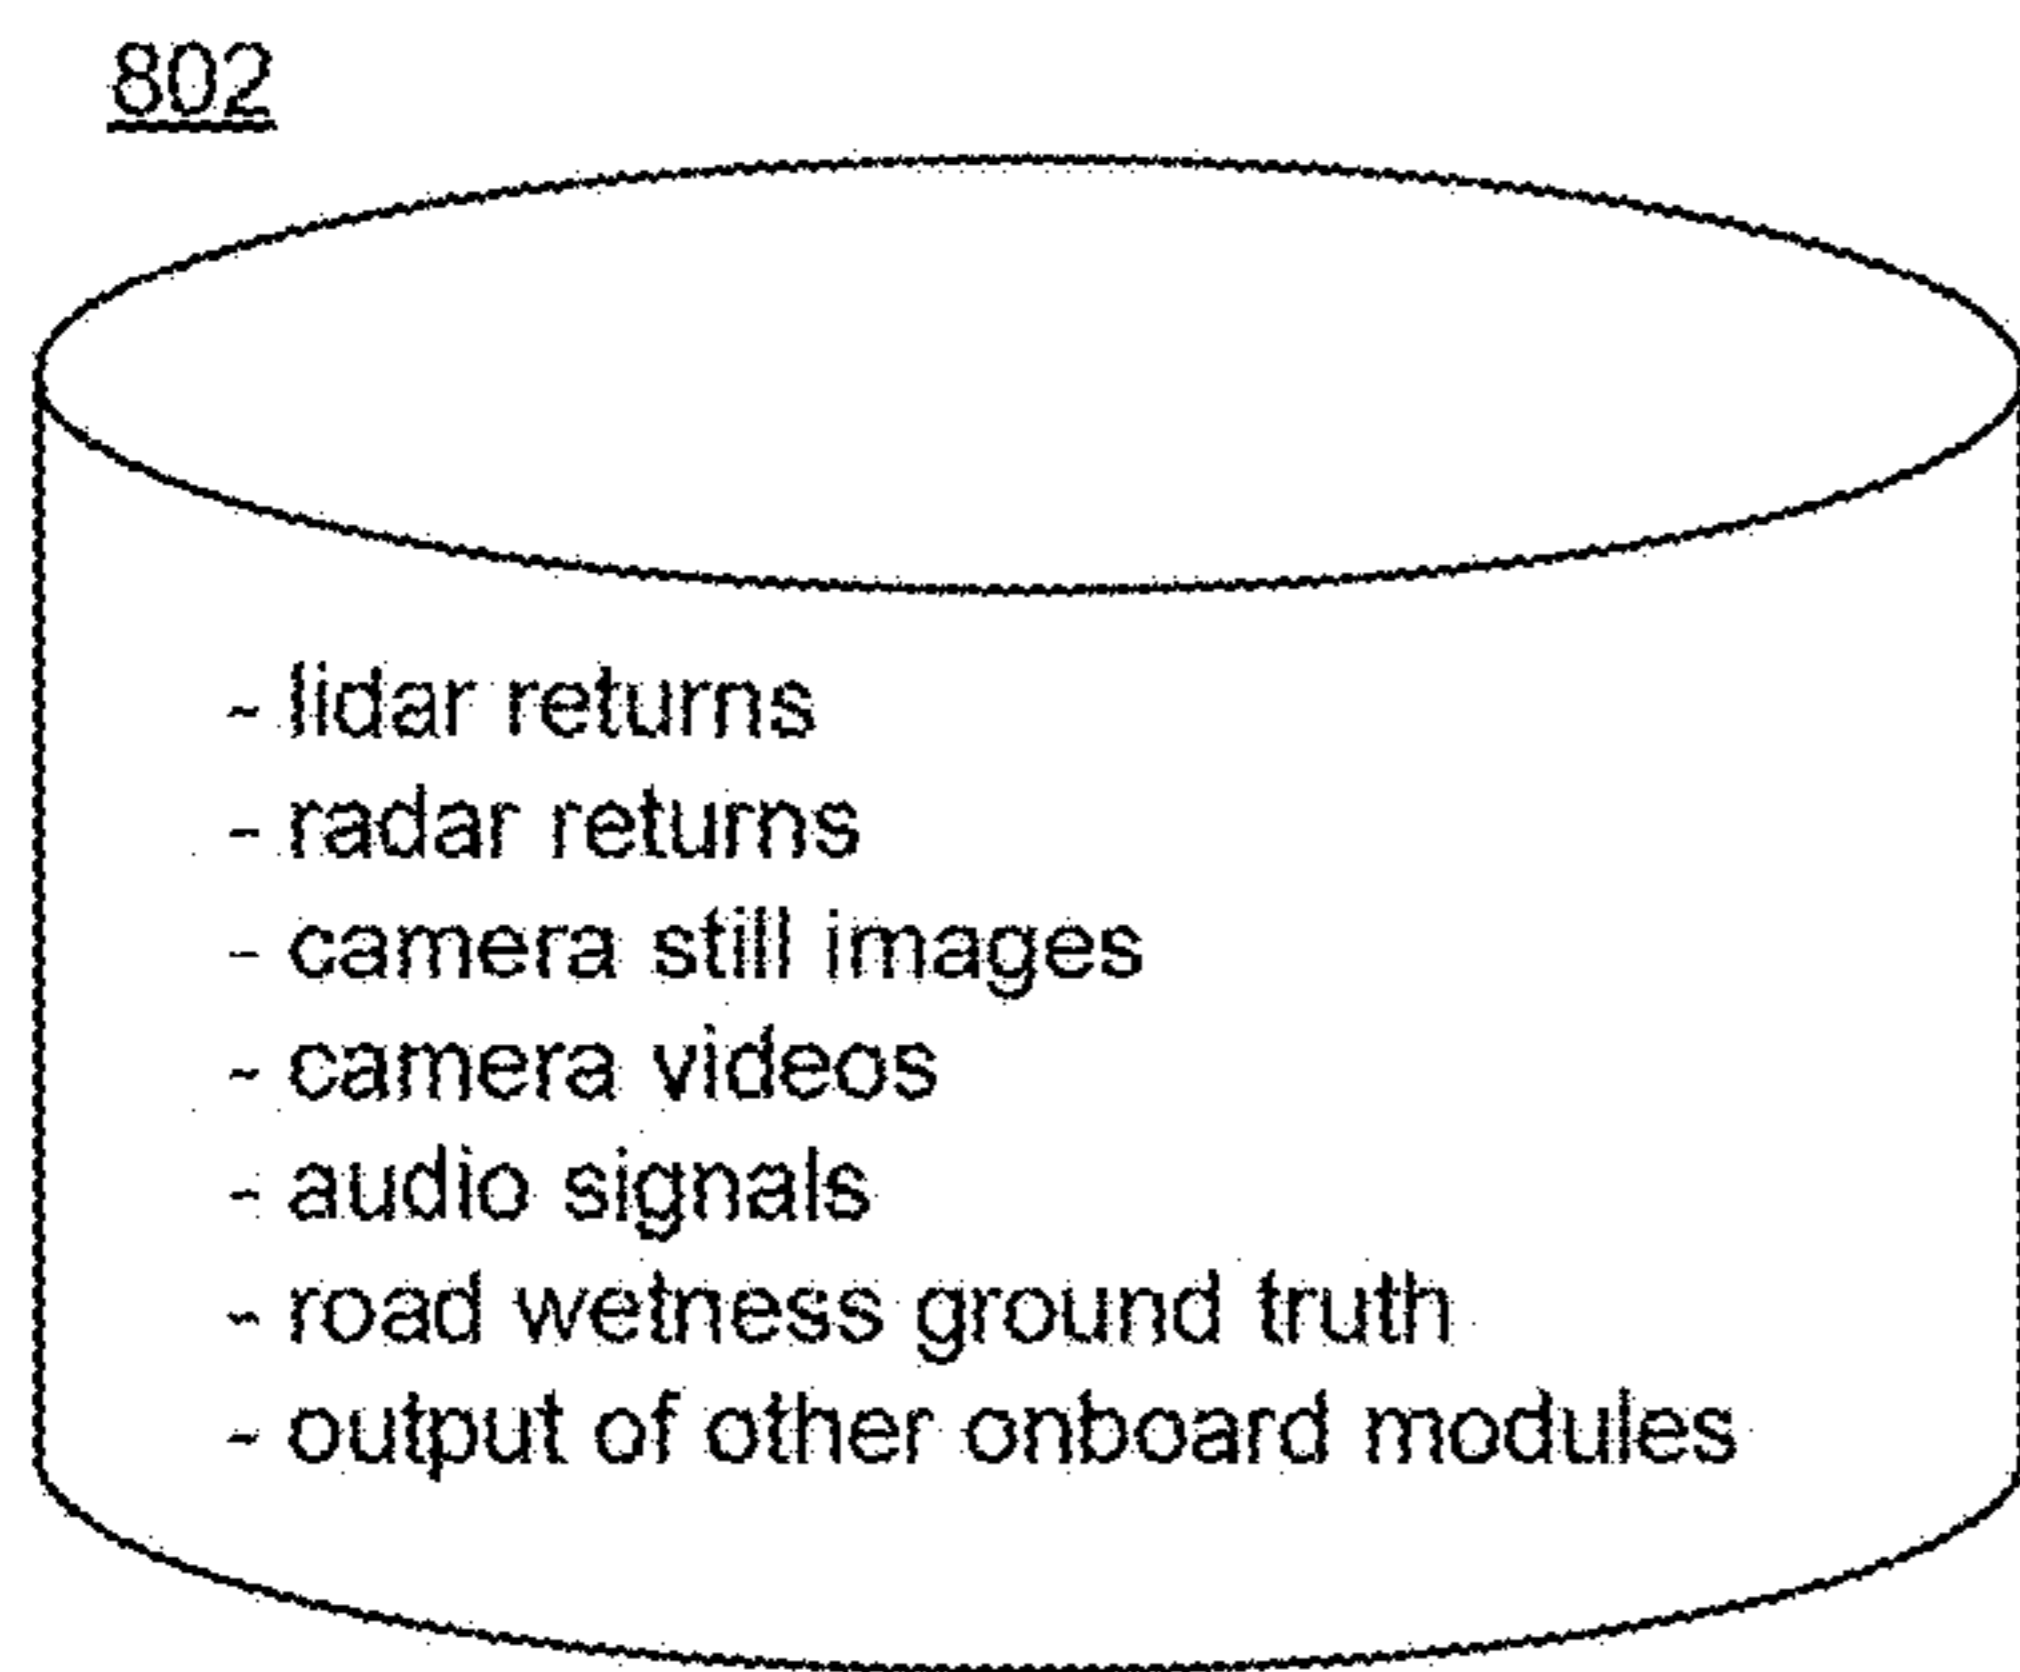 802
- lidar returns
- radar returns
- camera still images
- camera videos
- audio signals
- road wetness ground truth
- output of other onboard modules